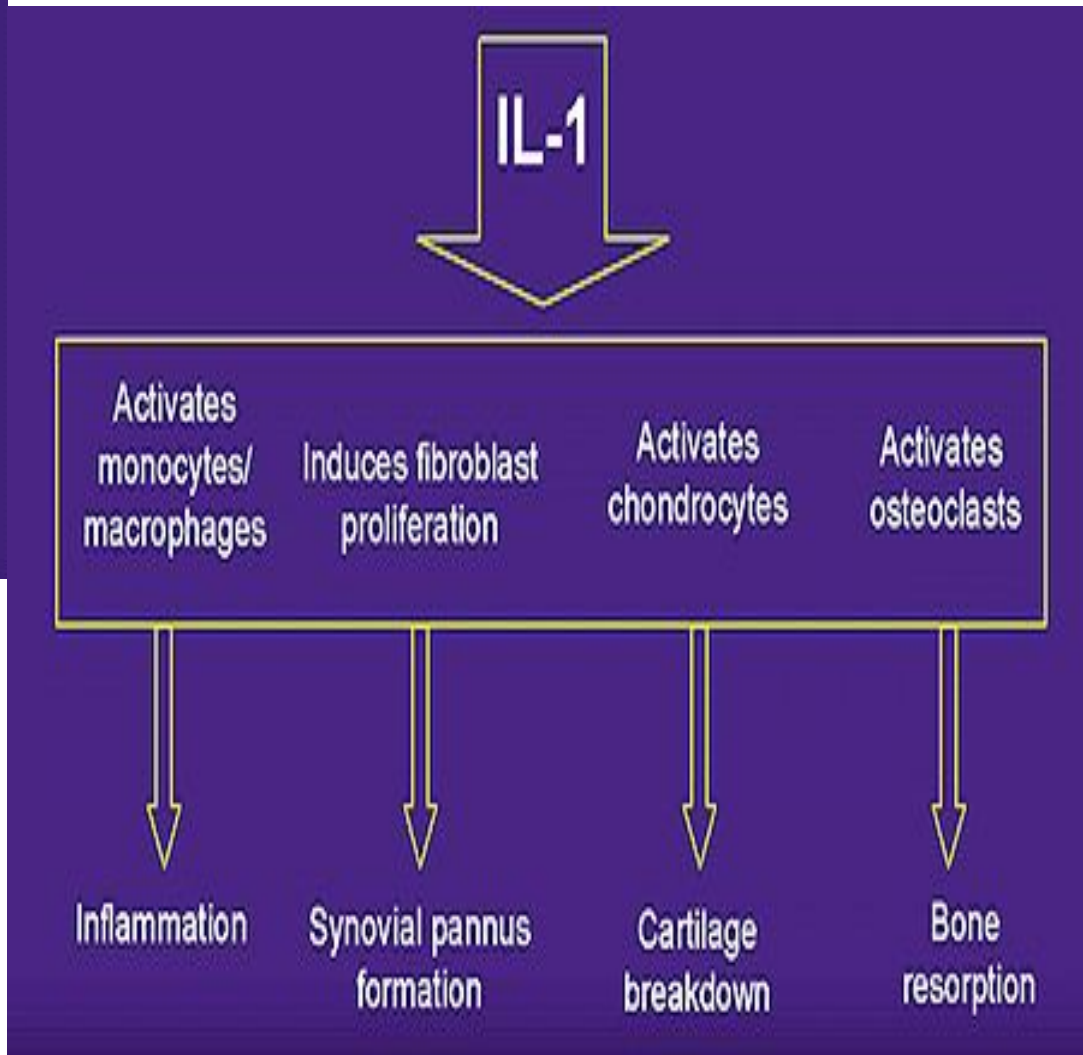 IL-1
Activates
monocytes/
macrophages
Induces fibroblast
proliferation
Activates
chondrocytes
Activates
osteoclasts
Inflammation
Synovial pannus
formation
Cartilage
breakdown
Bone
resorption